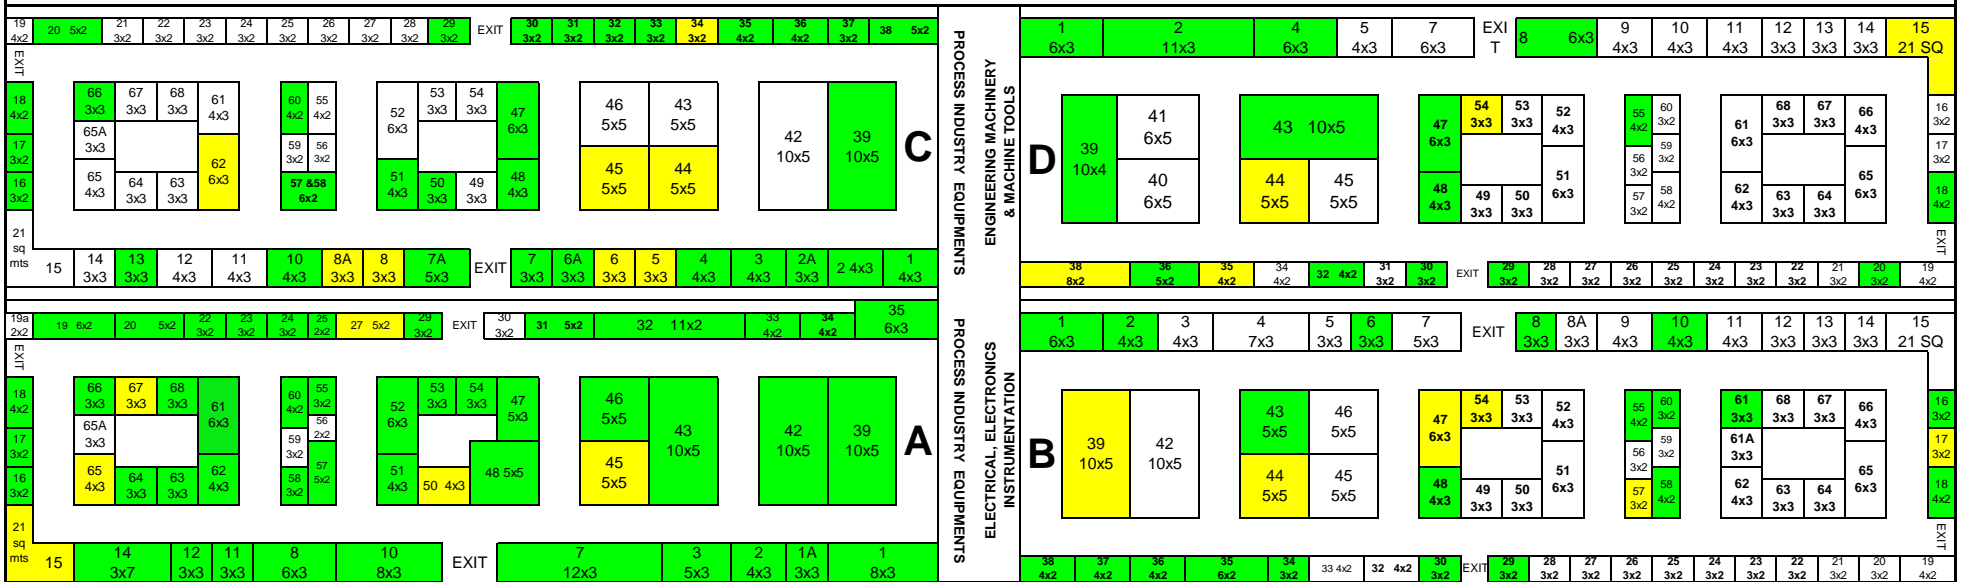 19
4x2
20 5x2
21
3x2
22
3x2
23
3x2
24
3x2
25
3x2
26
3x2
27
3x2
28
3x2
29
3x2
EXIT
30
3x2
31
3x2
32
3x2
33
3x2
34
3x2
35
4x2
36
4x2
37
3x2
38 5x2
EXIT
18
4x2
17
3x2
16
3x2
21
sq
mts
15
66
3x3
67
3x3
68
3x3
61
4x3
65A
3x3
65
4x3
64
3x3
63
3x3
62
6x3
60
4x2
55
4x2
59
3x2
56
3x2
57 &58
6x2
52
6x3
53
3x3
54
3x3
47
6x3
51
4x3
50
3x3
49
3x3
48
4x3
46
5x5
43
5x5
45
5x5
44
5x5
42
10x5
39
10x5
C
14
3x3
13
3x3
12
4x3
11
4x3
10
4x3
8A
3x3
8
3x3
7A
5x3
EXIT
7
3x3
6A
3x3
6
3x3
5
3x3
4
4x3
3
4x3
2A
3x3
2 4x3
1
4x3
PROCESS INDUSTRY EQUIPMENTS
ENGINEERING MACHINERY
& MACHINE TOOLS
1
6x3
2
11x3
4
6x3
5
4x3
7
6x3
EXI
T
8 6x3
9
4x3
10
4x3
11
4x3
12
3x3
13
3x3
14
3x3
15
21 SQ
D
39
10x4
41
6x5
40
6x5
43 10x5
44
5x5
45
5x5
47
6x3
54
3x3
53
3x3
52
4x3
48
4x3
49
3x3
50
3x3
51
6x3
55
4x2
60
3x2
59
3x2
56
3x2
58
4x2
57
3x2
61
6x3
68
3x3
67
3x3
66
4x3
62
4x3
63
3x3
64
3x3
65
6x3
16
3x2
17
3x2
18
4x2
EXIT
38
8x2
36
5x2
35
4x2
34
4x2
32 4x2
31
3x2
30
3x2
EXIT
29
3x2
28
3x2
27
3x2
26
3x2
25
3x2
24
3x2
23
3x2
22
3x2
21
3x2
20
3x2
19
4x2
19a
2x2
19 6x2
20 5x2
22
3x2
23
3x2
24
3x2
25
2x2
27 5x2
29
3x2
EXIT
30
3x2
31 5x2
32 11x2
33
4x2
34
4x2
35
6x3
EXIT
18
4x2
17
3x2
16
3x2
21
sq
mts
15
66
3x3
67
3x3
68
3x3
61
6x3
65A
3x3
65
4x3
64
3x3
63
3x3
62
4x3
60
4x2
55
3x2
56
2x2
59
3x2
57
5x2
58
3x2
52
6x3
53
3x3
54
3x3
47
5x3
51
4x3
50 4x3
48 5x5
46
5x5
45
5x5
43
10x5
42
10x5
39
10x5
A
14
3x7
12
3x3
11
3x3
8
6x3
10
8x3
EXIT
7
12x3
3
5x3
2
4x3
1A
3x3
1
8x3
PROCESS INDUSTRY EQUIPMENTS
ELECTRICAL, ELECTRONICS
INSTRUMENTATION
1
6x3
2
4x3
3
4x3
4
7x3
5
3x3
6
3x3
7
5x3
EXIT
8
3x3
8A
3x3
9
4x3
10
4x3
11
4x3
12
3x3
13
3x3
14
3x3
15
21 SQ
B
39
10x5
42
10x5
43
5x5
46
5x5
44
5x5
45
5x5
47
6x3
54
3x3
53
3x3
52
4x3
48
4x3
49
3x3
50
3x3
51
6x3
55
4x2
60
3x2
59
3x2
56
3x2
57
3x2
58
4x2
61
3x3
68
3x3
67
3x3
66
4x3
61A
3x3
62
4x3
63
3x3
64
3x3
65
6x3
16
3x2
17
3x2
18
4x2
EXIT
38
4x2
37
4x2
36
4x2
35
6x2
34
3x2
33 4x2
32 4x2
30
3x2
EXIT
29
3x2
28
3x2
27
3x2
26
3x2
25
3x2
24
3x2
23
3x2
22
3x2
21
3x2
20
3x2
19
4x2